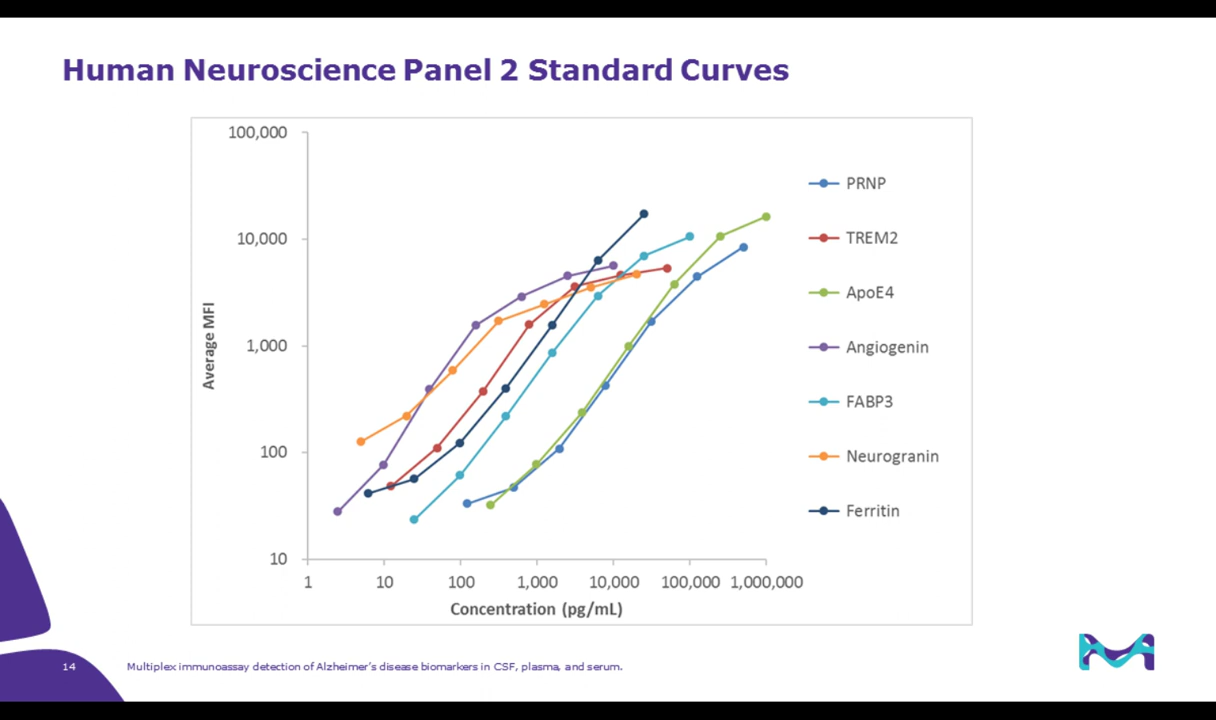 Human Neuroscience Panel 2 Standard Curves
100,000
10,000
1,000
100
10
Average MFI
1 10 100 1,000 10,000 100,000 1,000,000
Concentration (pg/mL)
PRNP
TREM2
ApoE4
Angiogenin
FABP3
Neurogranin
Ferritin
14 Multiplex immunoassay detection of Alzheimer's disease biomarkers in CSF, plasma, and serum.